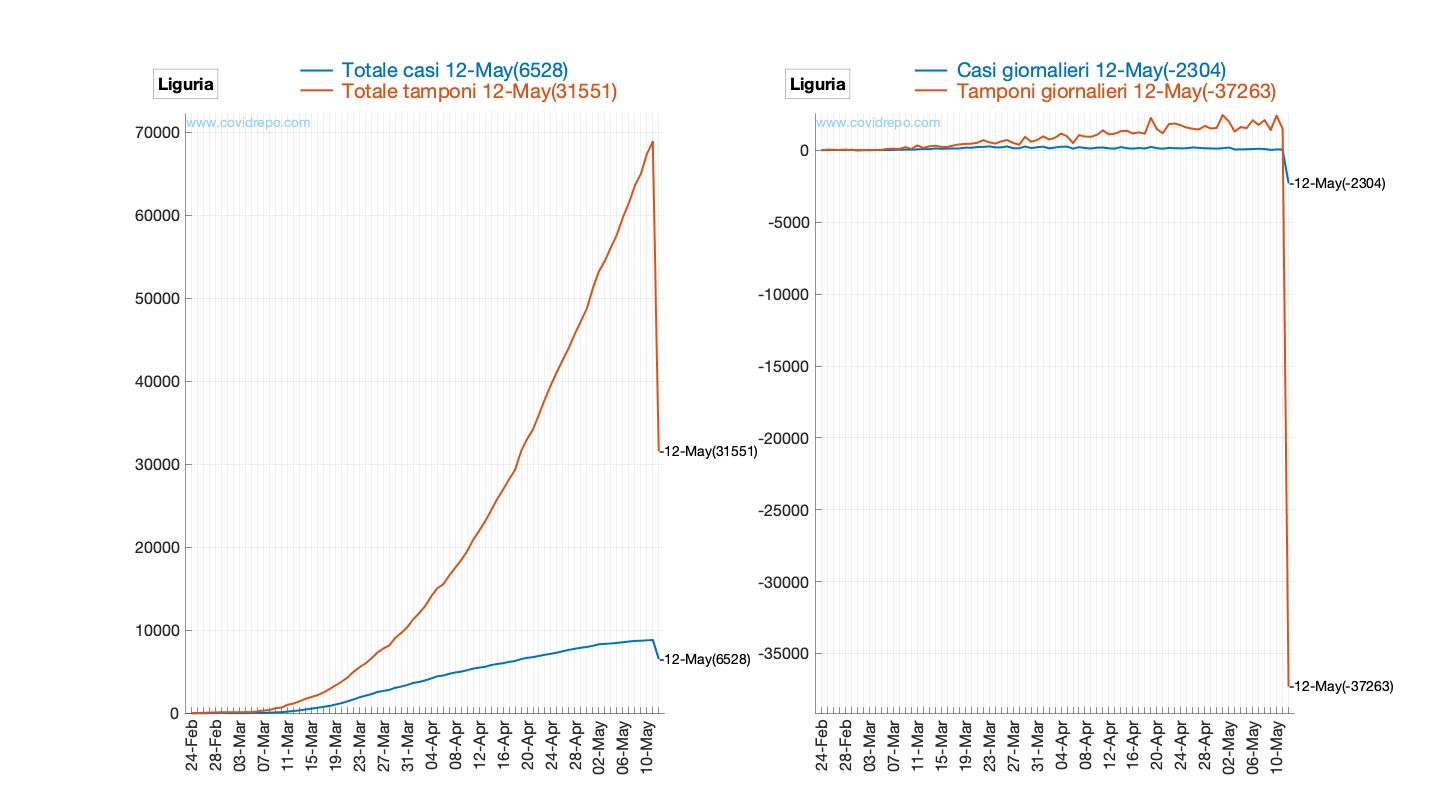 Liguria
Totale casi 12-May(6528)
Totale tamponi 12-May(31551)
www.covidrepo.com
70000
60000
50000
40000
30000
20000
10000
0
12-May(31551)
12-May(6528)
24-Feb
28-Feb
03-Mar
07-Mar
11-Mar
15-Mar
19-Mar
23-Mar
27-Mar
31-Mar
04-Apr
08-Apr
12-Apr
16-Apr
20-Apr
24-Apr
28-Apr
02-May
06-May
10-May
Liguria
Casi giornalieri 12-May(-2304)
Tamponi giornalieri 12-May(-37263)
www.covidrepo.com
0
-5000
-10000
-15000
-20000
-25000
-30000
-35000
12-May(-2304)
12-May(-37263)
24-Feb
28-Feb
03-Mar
07-Mar
11-Mar
15-Mar
19-Mar
23-Mar
27-Mar
31-Mar
04-Apr
08-Apr
12-Apr
16-Apr
20-Apr
24-Apr
28-Apr
02-May
06-May
10-May